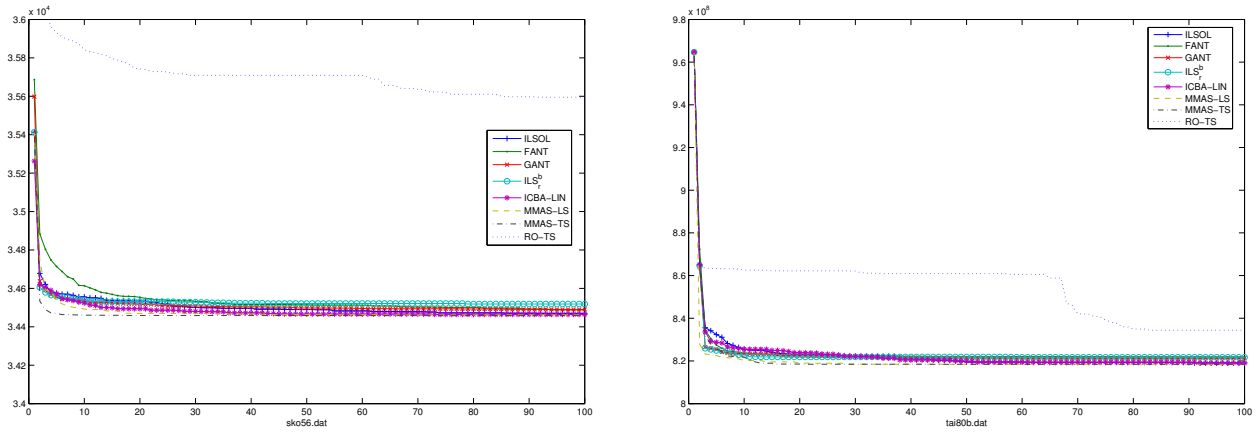 x 10^4
3.6
3.58
3.56
3.54
3.52
3.5
3.48
3.46
3.44
3.42
3.4
0 10 20 30 40 50 60 70 80 90 100
sko56.dat
ILSOL
FANT
GANT
ILS_r^b
ICBA-LIN
MMAS-LS
MMAS-TS
RO-TS
x 10^8
9.8
9.6
9.4
9.2
9
8.8
8.6
8.4
8.2
8
0 10 20 30 40 50 60 70 80 90 100
tai80b.dat
ILSOL
FANT
GANT
ILS_r^b
ICBA-LIN
MMAS-LS
MMAS-TS
RO-TS